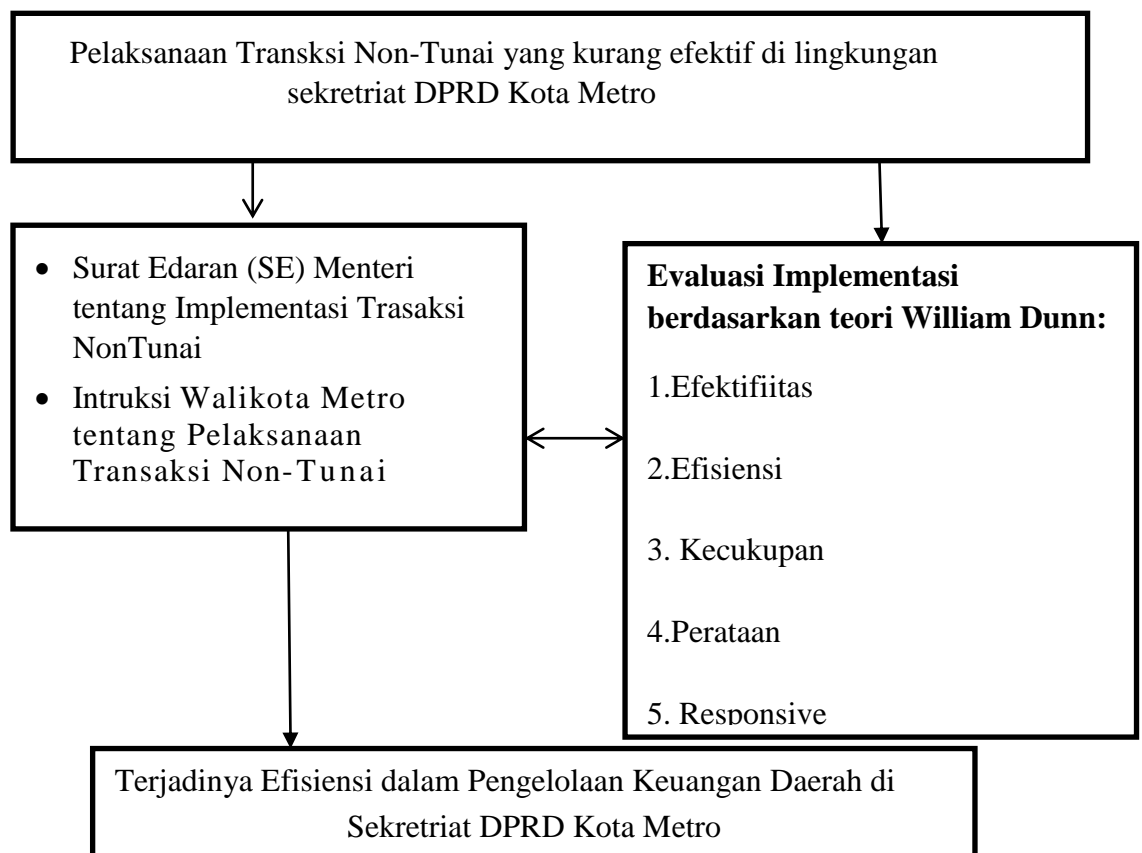 Pelaksanaan Transksi Non-Tunai yang kurang efektif di lingkungan
sekretriat DPRD Kota Metro
• Surat Edaran (SE) Menteri
tentang Implementasi Trasaksi
NonTunai
• Intruksi Walikota Metro
tentang Pelaksanaan
Transaksi Non-Tunai
Evaluasi Implementasi
berdasarkan teori William Dunn:
1.Efektifiitas
2.Efisiensi
3. Kecukupan
4.Perataan
5. Responsive
Terjadinya Efisiensi dalam Pengelolaan Keuangan Daerah di
Sekretriat DPRD Kota Metro